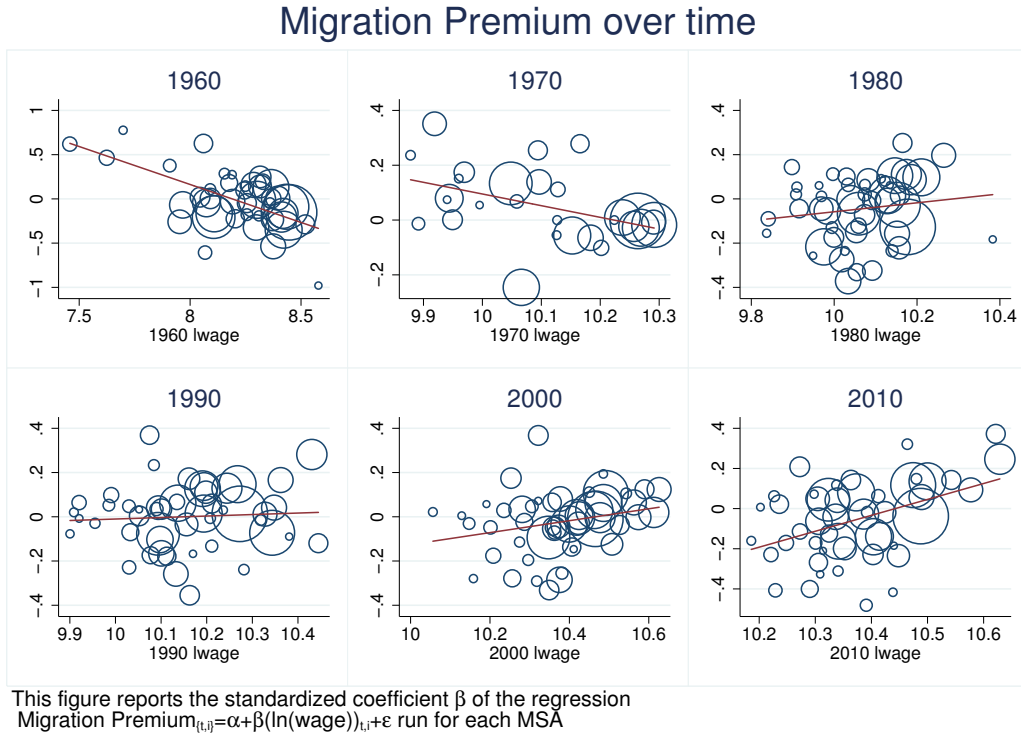 Migration Premium over time
1960
1
.5
0
-.5
-1
7.5 8 8.5
1960 lwage
1970
.4
.2
0
-.2
9.9 10 10.1 10.2 10.3
1970 lwage
1980
.4
.2
0
-.2
-.4
9.8 10 10.2 10.4
1980 lwage
1990
.4
.2
0
-.2
-.4
9.9 10 10.1 10.2 10.3 10.4
1990 lwage
2000
.4
.2
0
-.2
-.4
10 10.2 10.4 10.6
2000 lwage
2010
.4
.2
0
-.2
-.4
10.2 10.3 10.4 10.5 10.6
2010 lwage
This figure reports the standardized coefficient β of the regression
Migration Premium{t,i}=α+β(ln(wage))t,i+ε run for each MSA